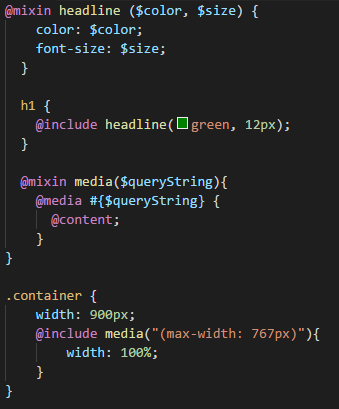 @mixin headline ($color, $size) {
    color: $color;
    font-size: $size;
  }

  h1 {
    @include headline(green, 12px);
  }

  @mixin media($queryString){
    @media #{$queryString} {
      @content;
    }
}

.container {
    width: 900px;
    @include media("(max-width: 767px)"){
        width: 100%;
    }
}